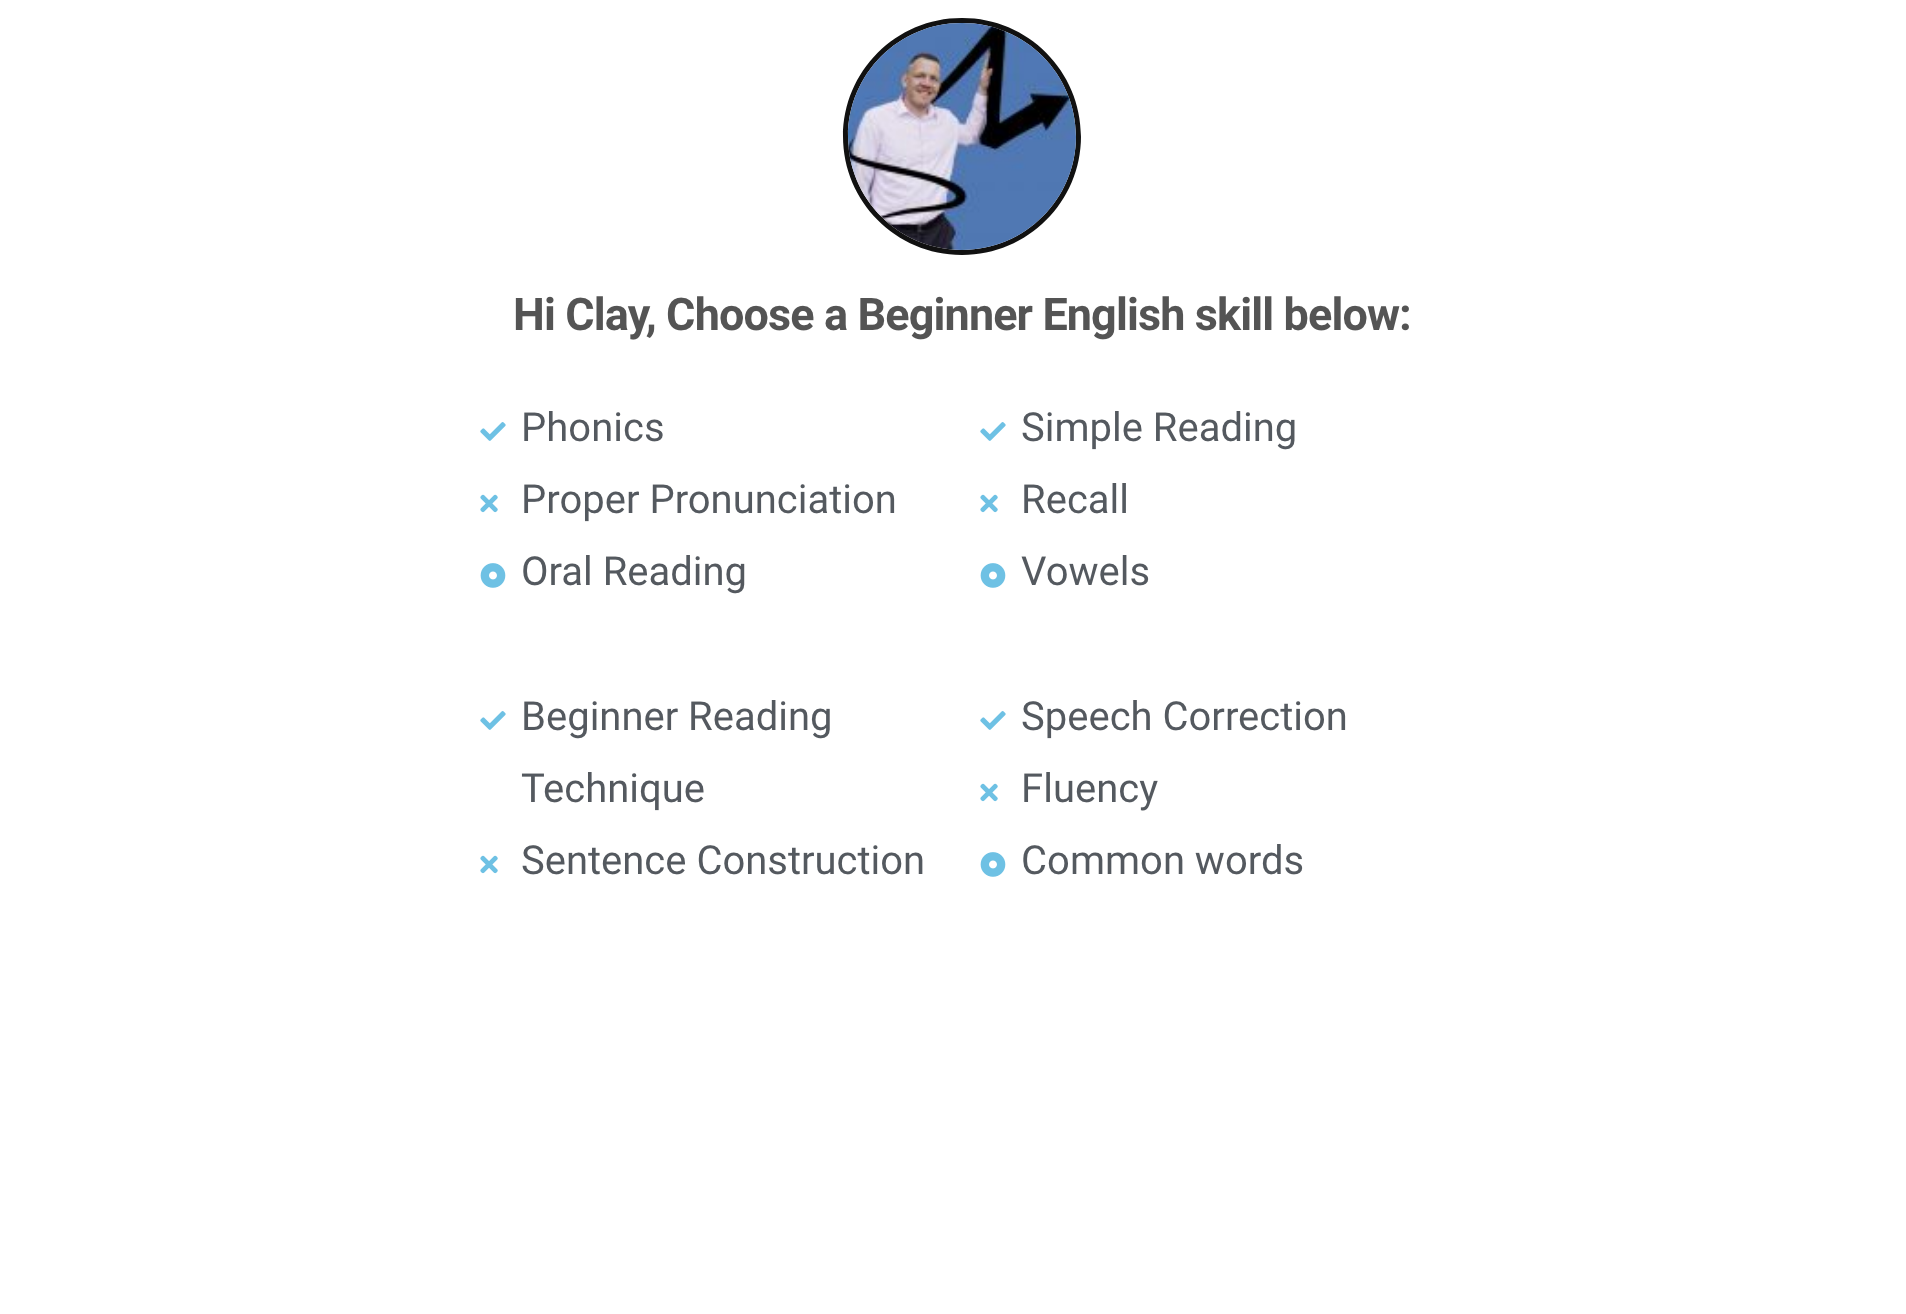 Hi Clay, Choose a Beginner English skill below:
Phonics
Proper Pronunciation
Oral Reading
Simple Reading
Recall
Vowels
Beginner Reading
Technique
Sentence Construction
Speech Correction
Fluency
Common words